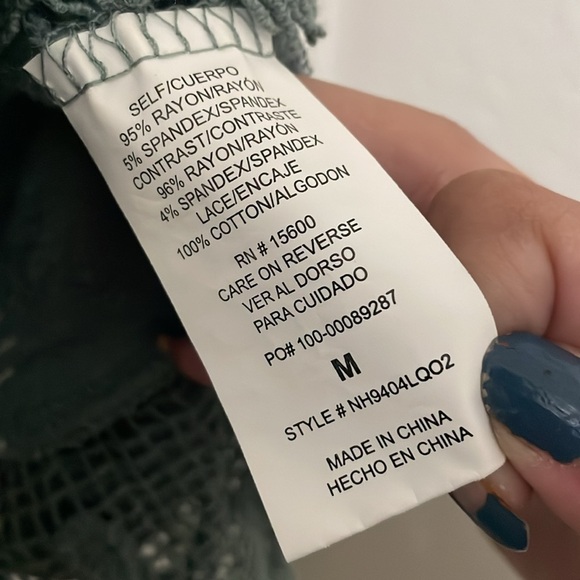 SELF/CUERPO
95% RAYON/RAYÓN
5% SPANDEX/SPANDEX
CONTRAST/CONTRASTE
96% RAYON/RAYÓN
4% SPANDEX/SPANDEX
LACE/ENCAJE
100% COTTON/ALGODON
RN # 15600
CARE ON REVERSE
VER AL DORSO
PARA CUIDADO
PO# 100-00089287
M
STYLE # NH9404LQO2
MADE IN CHINA
HECHO EN CHINA